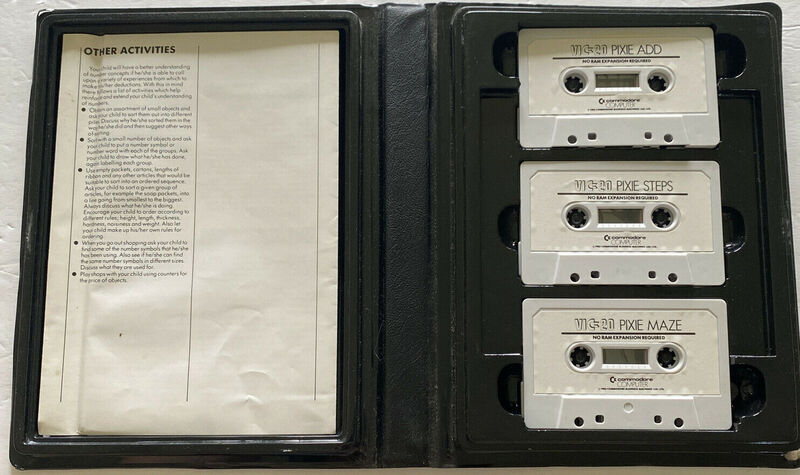 OTHER ACTIVITIES
Your child will have a better understanding
of number concepts if he/she is able to call
upon a variety of experiences from which to
make his/her deductions. With this in mind
there follows a list of activities which help
reinforce and extend your child's understanding
of numbers.
● Obtain an assortment of small objects and
ask your child to sort them out into different
piles. Discuss why he/she sorted them in the
way he/she did and then suggest other ways
of sorting.
● Sort with a small number of objects and ask
your child to put a number symbol or
number word with each of the groups. Ask
your child to draw what he/she has done,
again labelling each group.
● Use empty packets, cartons, lengths of
ribbon and any other articles that would be
suitable to sort into an ordered sequence.
Ask your child to sort a given group of
articles, for example the soap packets, into
a line going from smallest to the biggest.
Always discuss what he/she is doing.
Encourage your child to order according to
different rules; height, length, thickness,
hardness, noisiness and weight. Also let
your child make up his/her own rules for
ordering.
● When you go out shopping ask your child to
find some of the number symbols that he/she
has been using. Also see if he/she can find
the same number symbols in different sizes.
Discuss what they are used for.
● Play shops with your child using counters for
the price of objects.
VIC-20 PIXIE ADD
NO RAM EXPANSION REQUIRED
commodore
COMPUTER
VIC-20 PIXIE STEPS
NO RAM EXPANSION REQUIRED
commodore
COMPUTER
VIC-20 PIXIE MAZE
NO RAM EXPANSION REQUIRED
commodore
COMPUTER